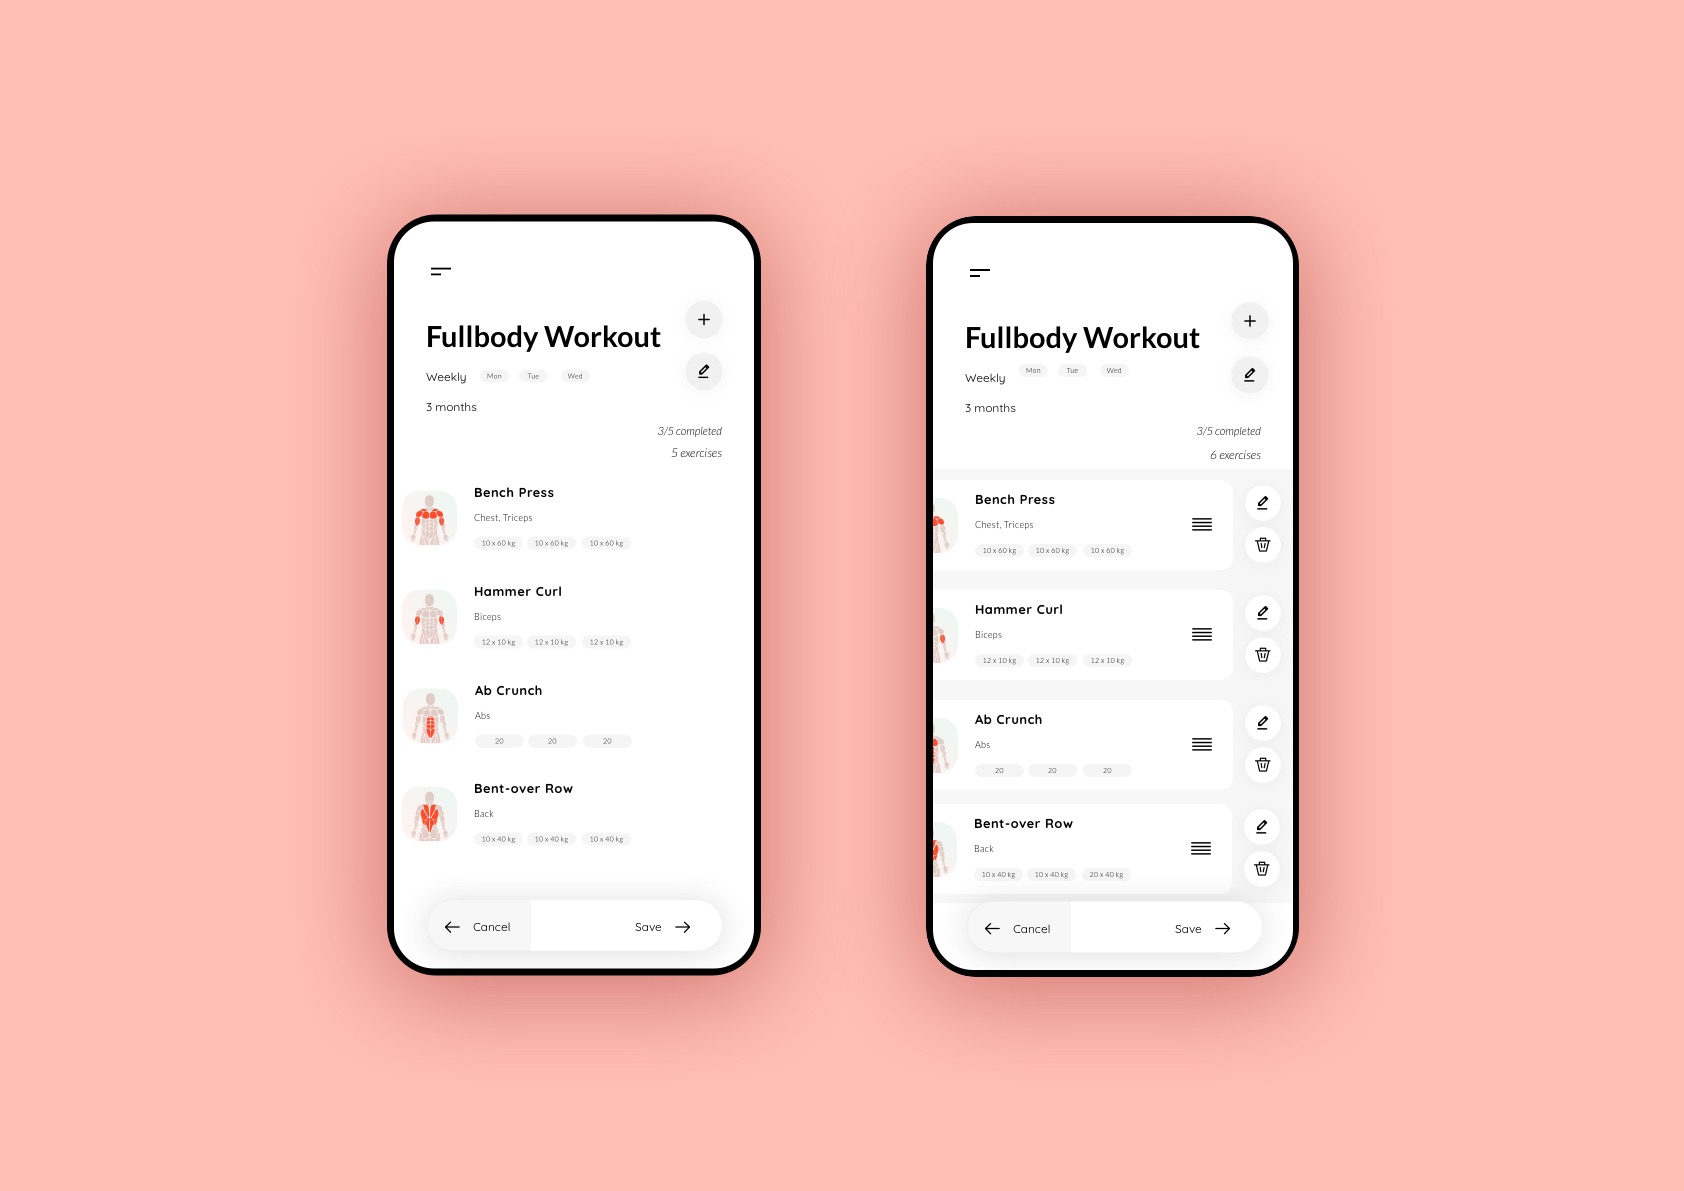 Fullbody Workout
Weekly Mon Tue Wed
3 months
3/5 completed
5 exercises
Bench Press
Chest, Triceps
10 x 60 kg 10 x 60 kg 10 x 60 kg
Hammer Curl
Biceps
12 x 10 kg 12 x 10 kg 12 x 10 kg
Ab Crunch
Abs
20 20 20
Bent-over Row
Back
10 x 40 kg 10 x 40 kg 10 x 40 kg
Cancel Save
Fullbody Workout
Weekly Mon Tue Wed
3 months
3/5 completed
6 exercises
Bench Press
Chest, Triceps
10 x 60 kg 10 x 60 kg 10 x 60 kg
Hammer Curl
Biceps
12 x 10 kg 12 x 10 kg 12 x 10 kg
Ab Crunch
Abs
20 20 20
Bent-over Row
Back
10 x 40 kg 10 x 40 kg 20 x 40 kg
Cancel Save